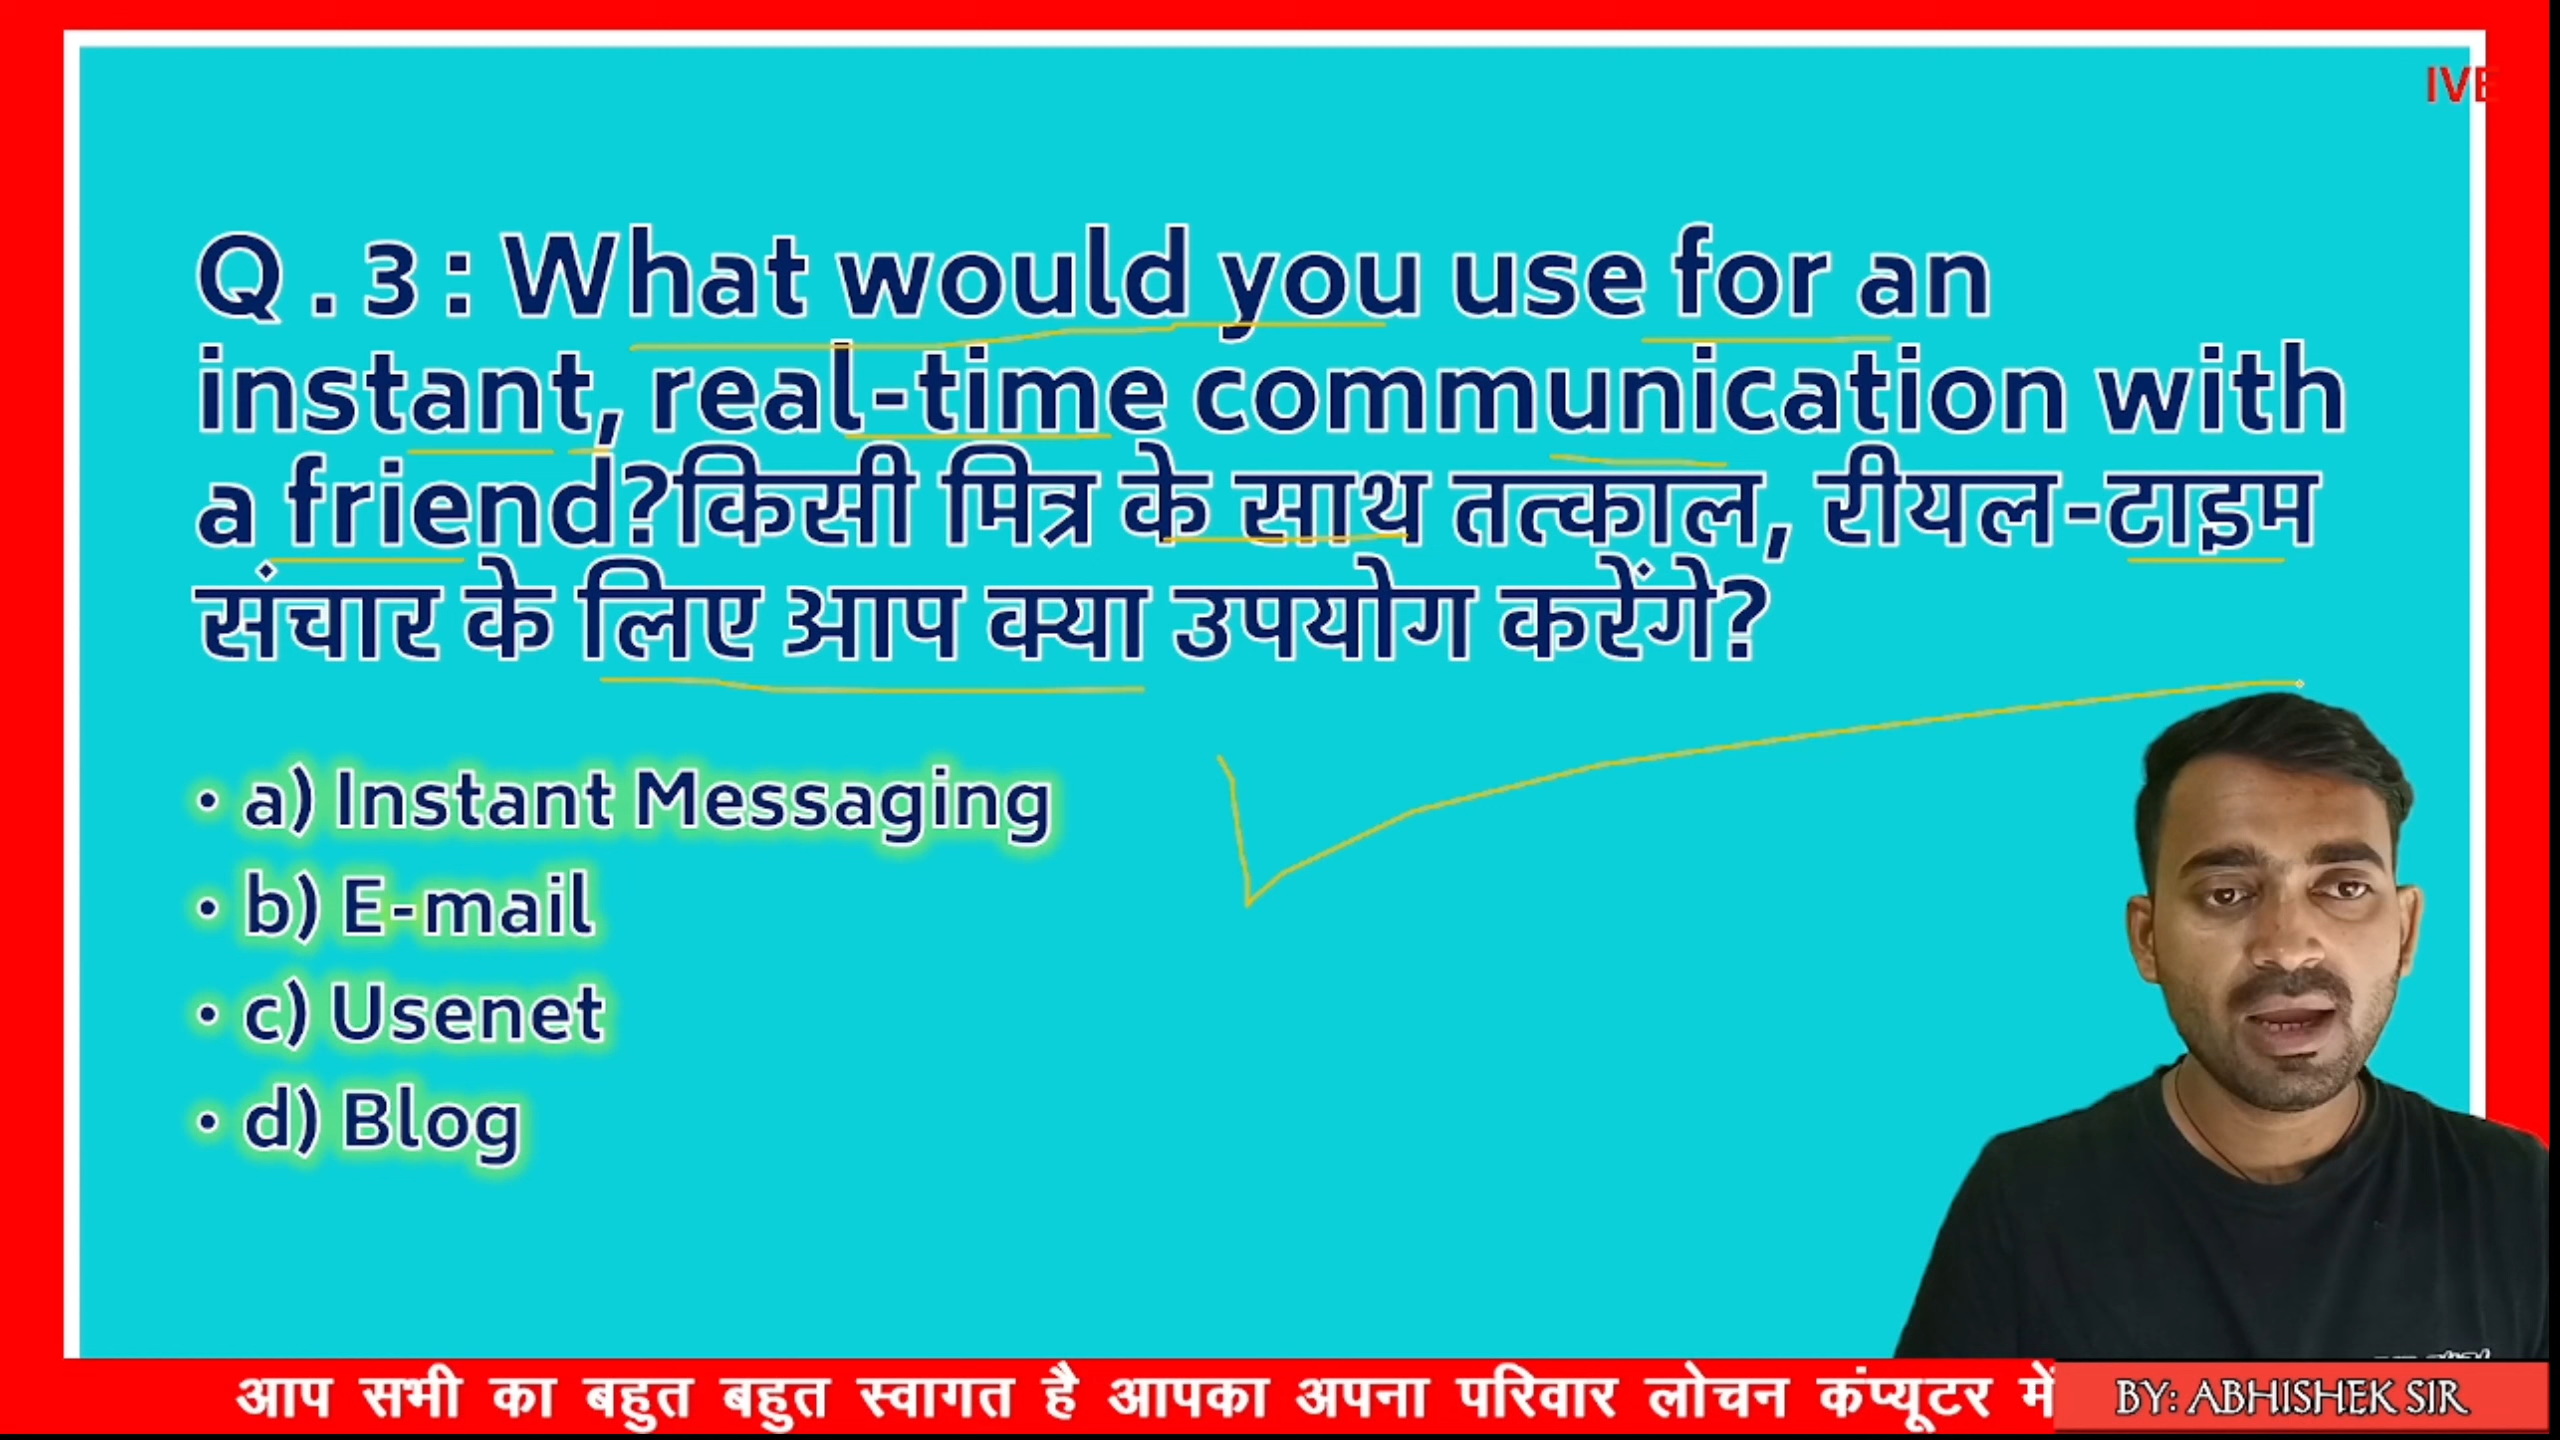 IVE
Q . 3 : What would you use for an
instant, real-time communication with
a friend?किसी मित्र के साथ तत्काल, रीयल-टाइम
संचार के लिए आप क्या उपयोग करेंगे?
• a) Instant Messaging
• b) E-mail
• c) Usenet
• d) Blog
आप सभी का बहुत बहुत स्वागत है आपका अपना परिवार लोचन कंप्यूटर में
BY: ABHISHEK SIR